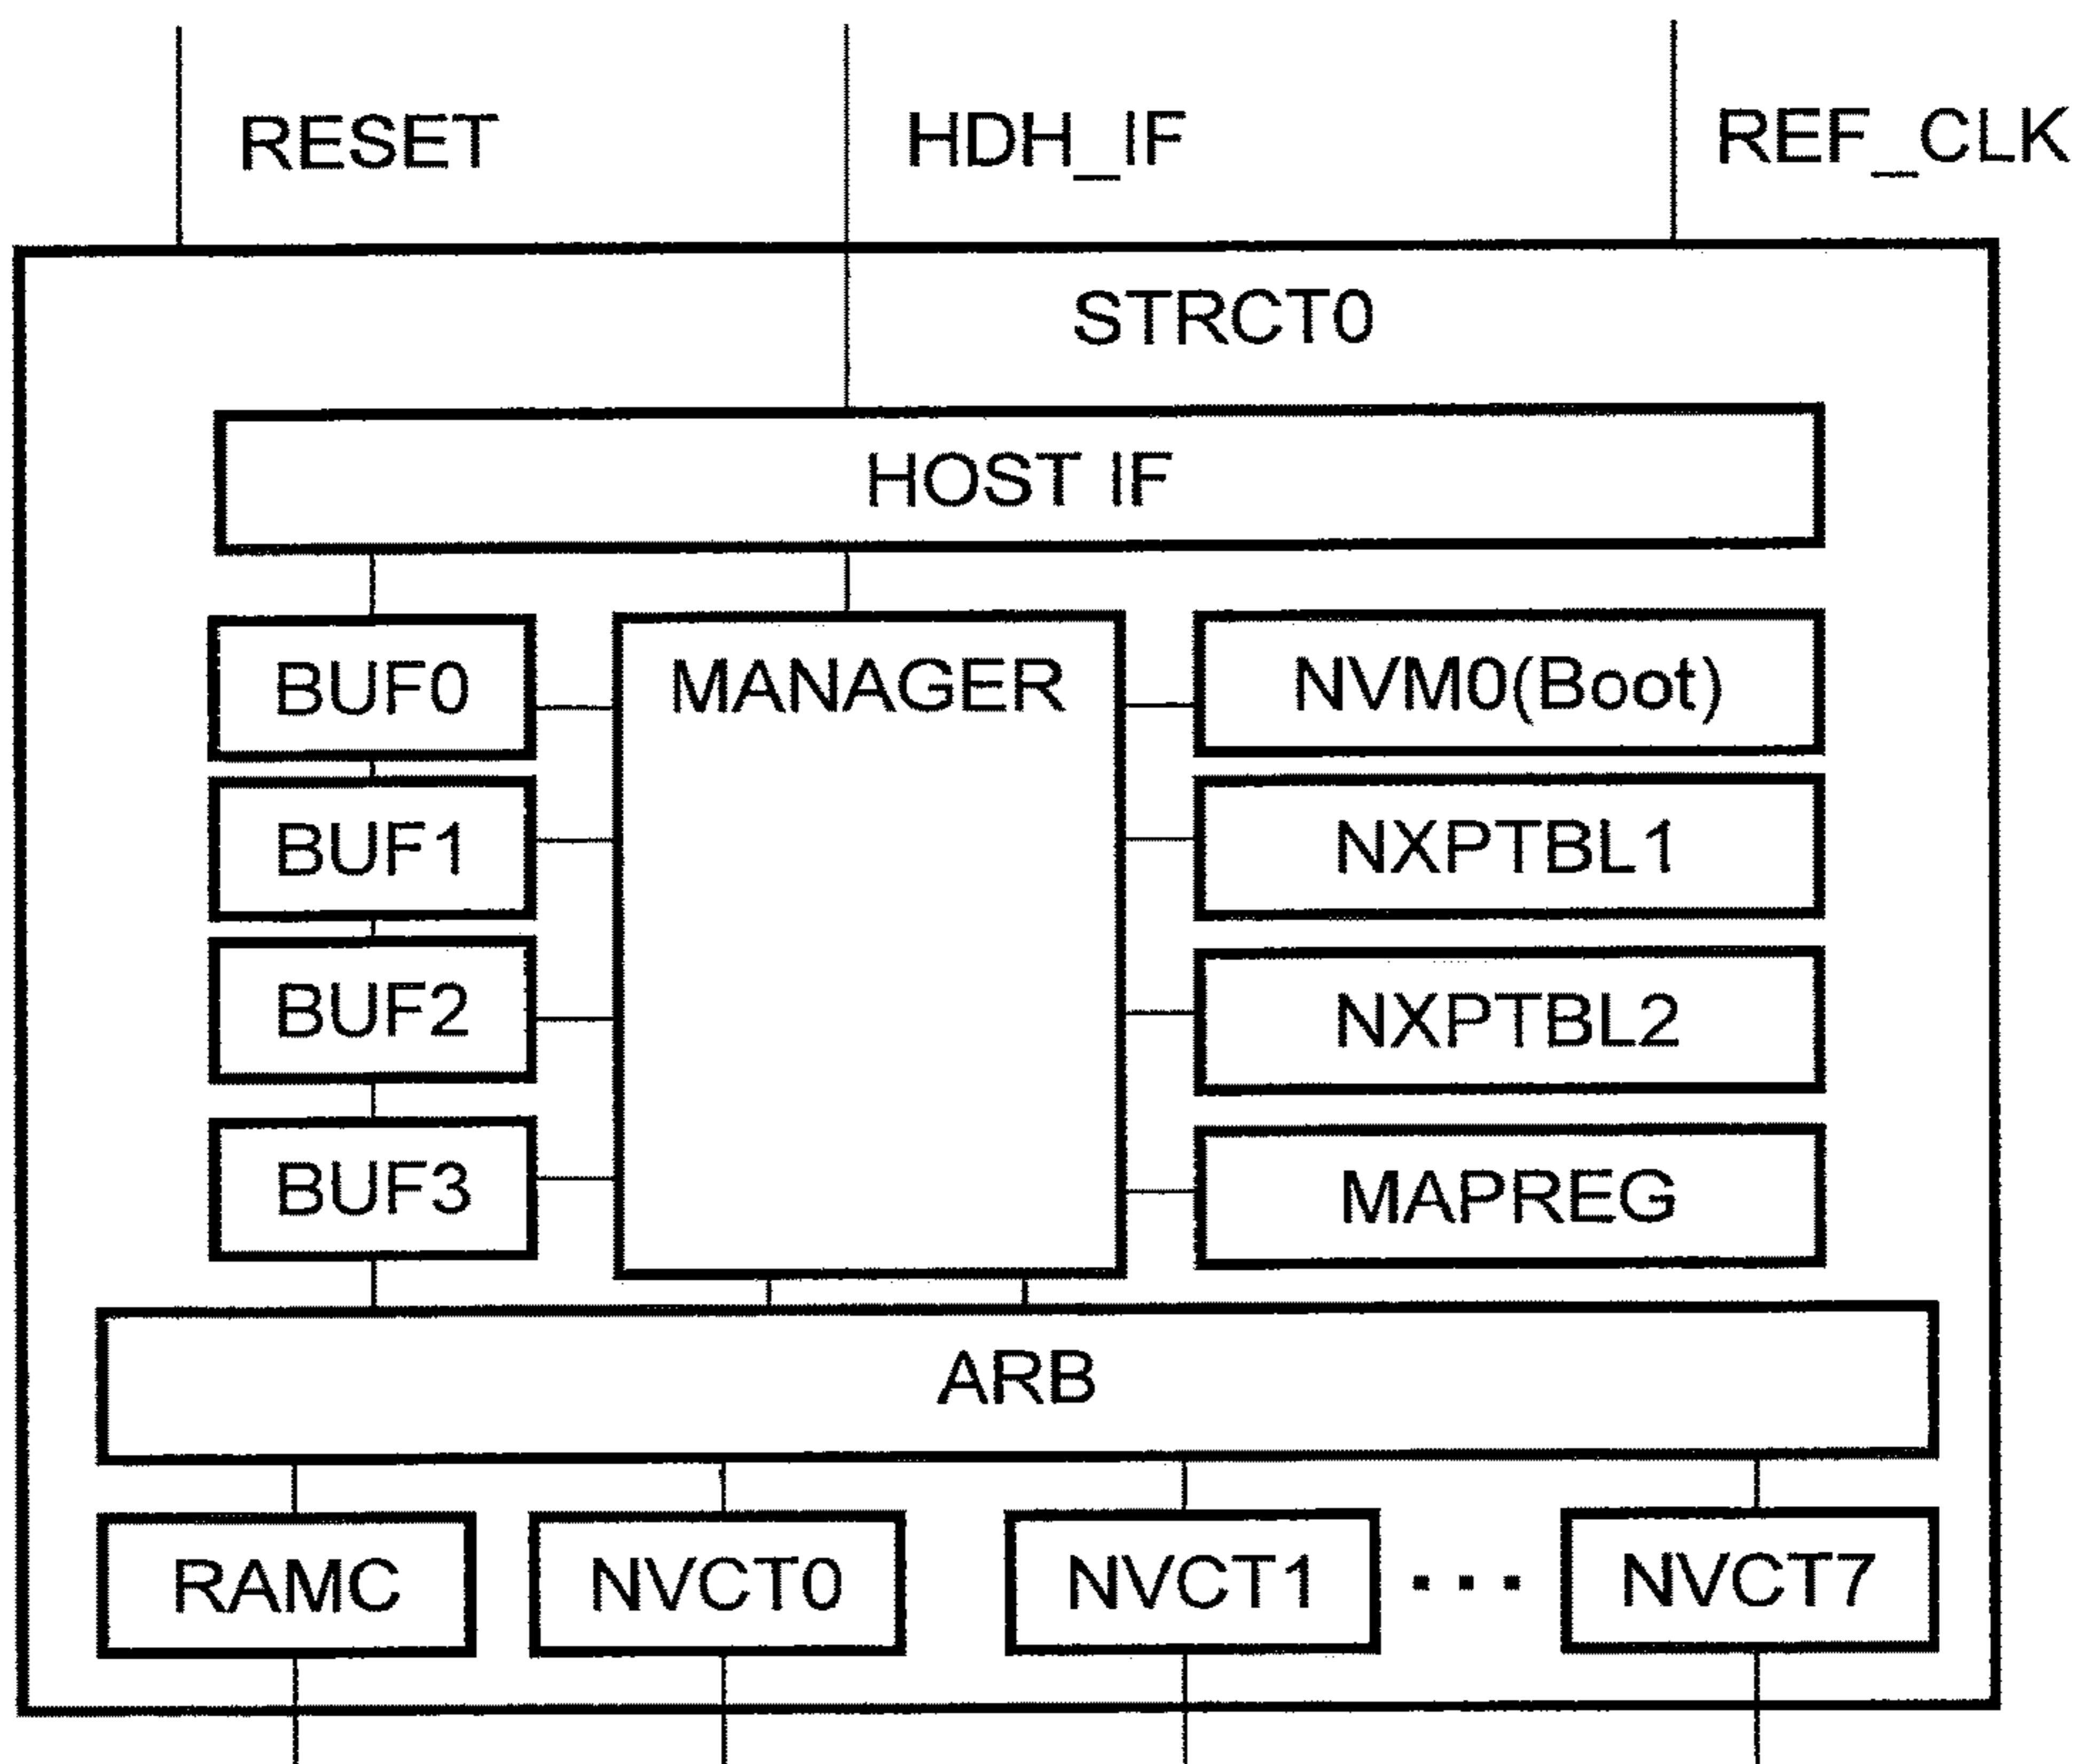 RESET HDH_IF REF_CLK
STRCT0
HOST IF
BUF0 MANAGER NVM0(Boot)
BUF1 NXPTBL1
BUF2 NXPTBL2
BUF3 MAPREG
ARB
RAMC NVCT0 NVCT1 ... NVCT7